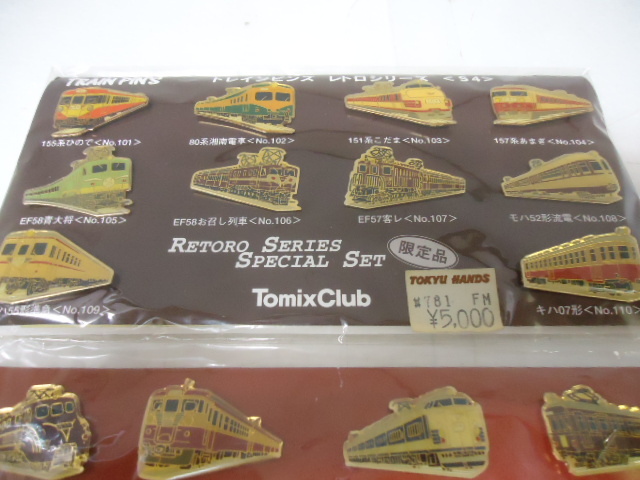 TRAIN PINS トレインピンズ レトロシリーズ <S4>
155系ひので<No.101> 80系湘南電車<No.102> 151系こだま<No.103> 157系あまぎ<No.104>
EF58青大将<No.105> EF58お召し列車<No.106> EF57客レ<No.107> モハ52形流電<No.108>
RETORO SERIES
SPECIAL SET
限定品
TomixClub
TOKYU HANDS
#781 FM
¥5,000
<No.109>
キハ07形<No.110>